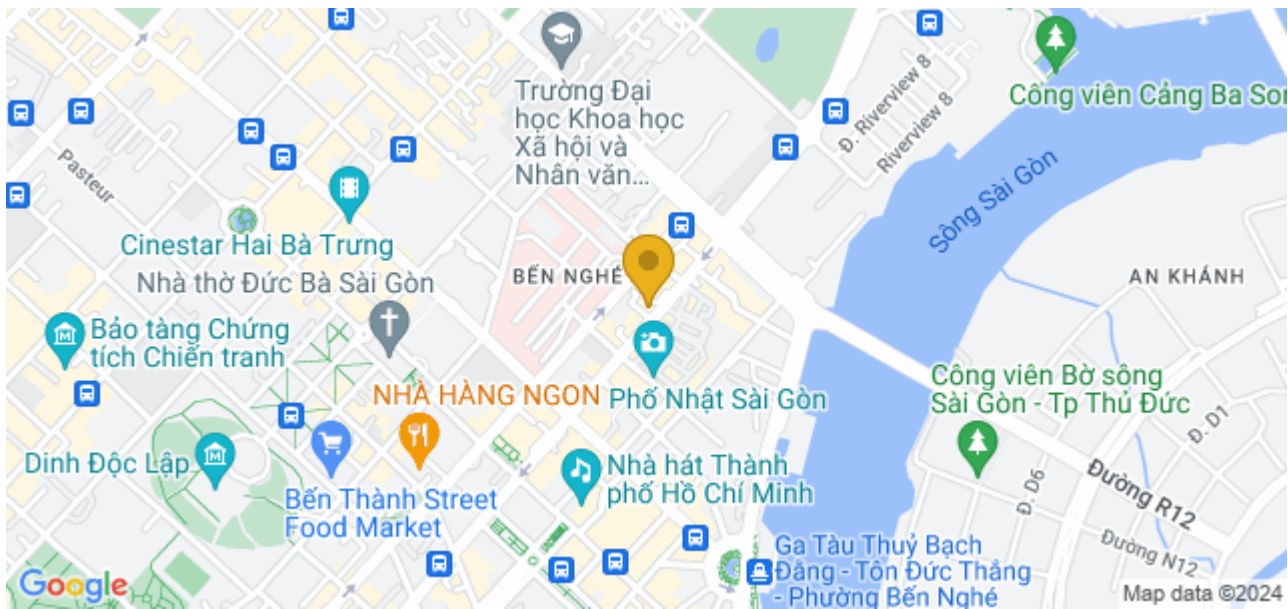 Trường Đại
học Khoa học
Xã hội và
Nhân văn...
Đ. Riverview 8
Riverview 8
Công viên Cảng Ba Son
Pasteur
Sông Sài Gòn
Cinestar Hai Bà Trưng
Nhà thờ Đức Bà Sài Gòn
BẾN NGHÉ
AN KHÁNH
Bảo tàng Chứng
tích Chiến tranh
NHÀ HÀNG NGON
Phố Nhật Sài Gòn
Công viên Bờ sông
Sài Gòn - Tp Thủ Đức
Đ. D1
Dinh Độc Lập
Bến Thành Street
Food Market
Nhà hát Thành
phố Hồ Chí Minh
Đ. D6
Đường R12
Đường N12
Ga Tàu Thuỷ Bạch
Đằng - Tôn Đức Thắng
- Phường Bến Nghé
Google
Map data ©2024